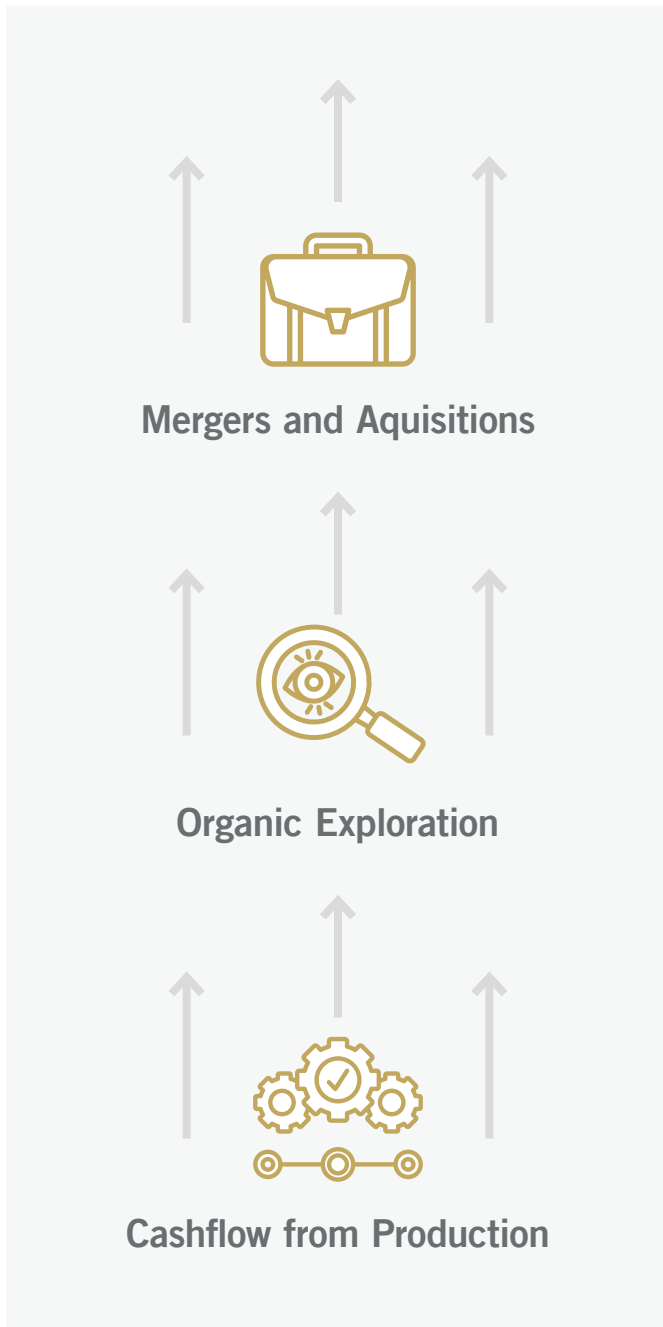 Mergers and Aquisitions
Organic Exploration
Cashflow from Production